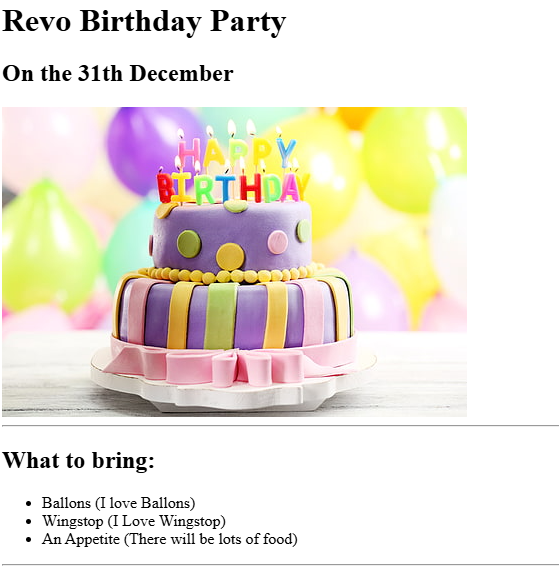 Revo Birthday Party
On the 31th December
HAPPY
BIRTHDAY
What to bring:
Ballons (I love Ballons)
Wingstop (I Love Wingstop)
An Appetite (There will be lots of food)